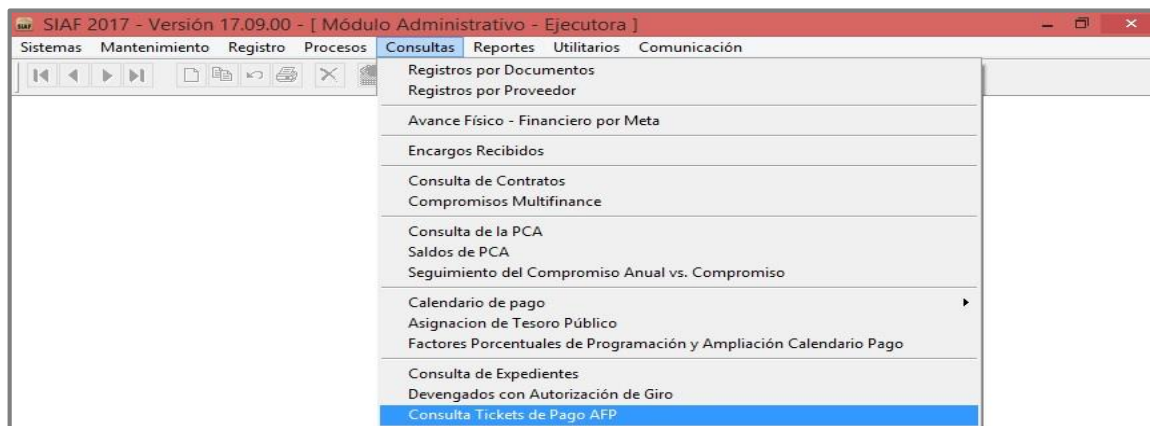 SIAF 2017 - Versión 17.09.00 - [ Módulo Administrativo - Ejecutora ]
Sistemas Mantenimiento Registro Procesos Consultas Reportes Utilitarios Comunicación
Registros por Documentos
Registros por Proveedor
Avance Físico - Financiero por Meta
Encargos Recibidos
Consulta de Contratos
Compromisos Multifinance
Consulta de la PCA
Saldos de PCA
Seguimiento del Compromiso Anual vs. Compromiso
Calendario de pago
Asignacion de Tesoro Público
Factores Porcentuales de Programación y Ampliación Calendario Pago
Consulta de Expedientes
Devengados con Autorización de Giro
Consulta Tickets de Pago AFP